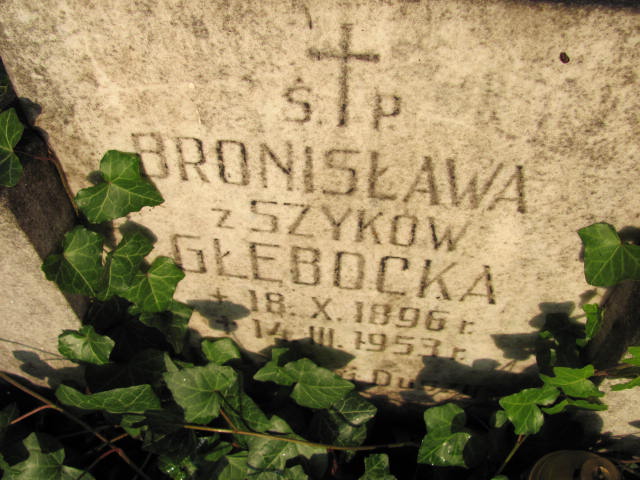 Ś. P.
BRONISŁAWA
z SZYKÓW
GŁĘBOCKA
* 18.X.1896 r.
+ 14.III.1953 r.